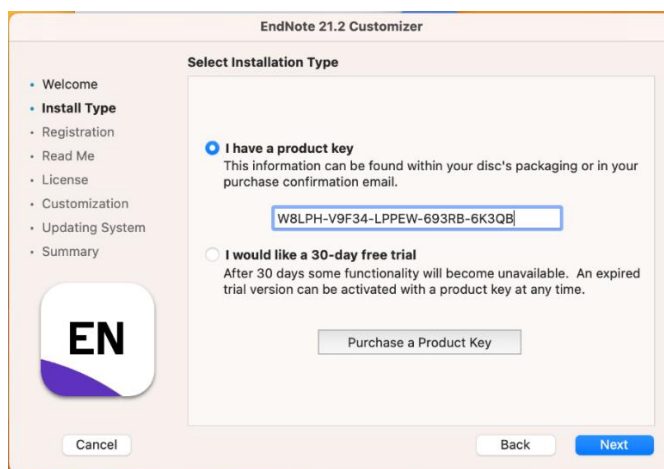 EndNote 21.2 Customizer
Select Installation Type
Welcome
Install Type
Registration
Read Me
License
Customization
Updating System
Summary
EN
I have a product key
This information can be found within your disc's packaging or in your
purchase confirmation email.
W8LPH-V9F34-LPPEW-693RB-6K3QB
I would like a 30-day free trial
After 30 days some functionality will become unavailable. An expired
trial version can be activated with a product key at any time.
Purchase a Product Key
Cancel
Back
Next